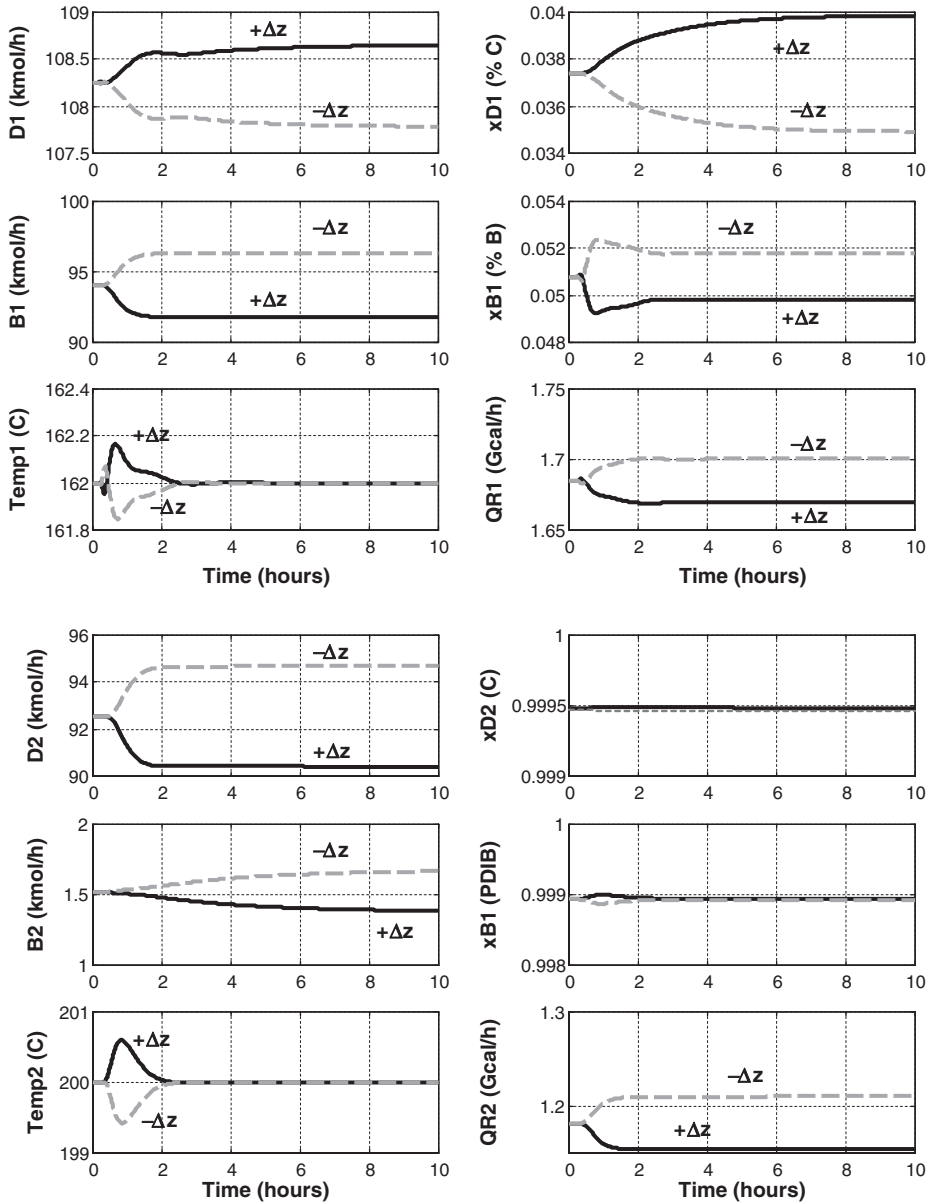 D1 (kmol/h)
109
108.5
108
107.5
+Δz
−Δz
0 2 4 6 8 10
xD1 (% C)
0.04
0.038
0.036
0.034
+Δz
−Δz
0 2 4 6 8 10
B1 (kmol/h)
100
95
90
−Δz
+Δz
0 2 4 6 8 10
xB1 (% B)
0.054
0.052
0.05
0.048
−Δz
+Δz
0 2 4 6 8 10
Temp1 (C)
162.4
162.2
162
161.8
+Δz
−Δz
0 2 4 6 8 10
Time (hours)
QR1 (Gcal/h)
1.75
1.7
1.65
−Δz
+Δz
0 2 4 6 8 10
Time (hours)
D2 (kmol/h)
96
94
92
90
−Δz
+Δz
0 2 4 6 8 10
xD2 (C)
1
0.9995
0.999
0 2 4 6 8 10
B2 (kmol/h)
2
1.5
1
−Δz
+Δz
0 2 4 6 8 10
xB1 (PDIB)
1
0.999
0.998
0 2 4 6 8 10
Temp2 (C)
201
200
199
+Δz
−Δz
0 2 4 6 8 10
Time (hours)
QR2 (Gcal/h)
1.3
1.2
−Δz
+Δz
0 2 4 6 8 10
Time (hours)